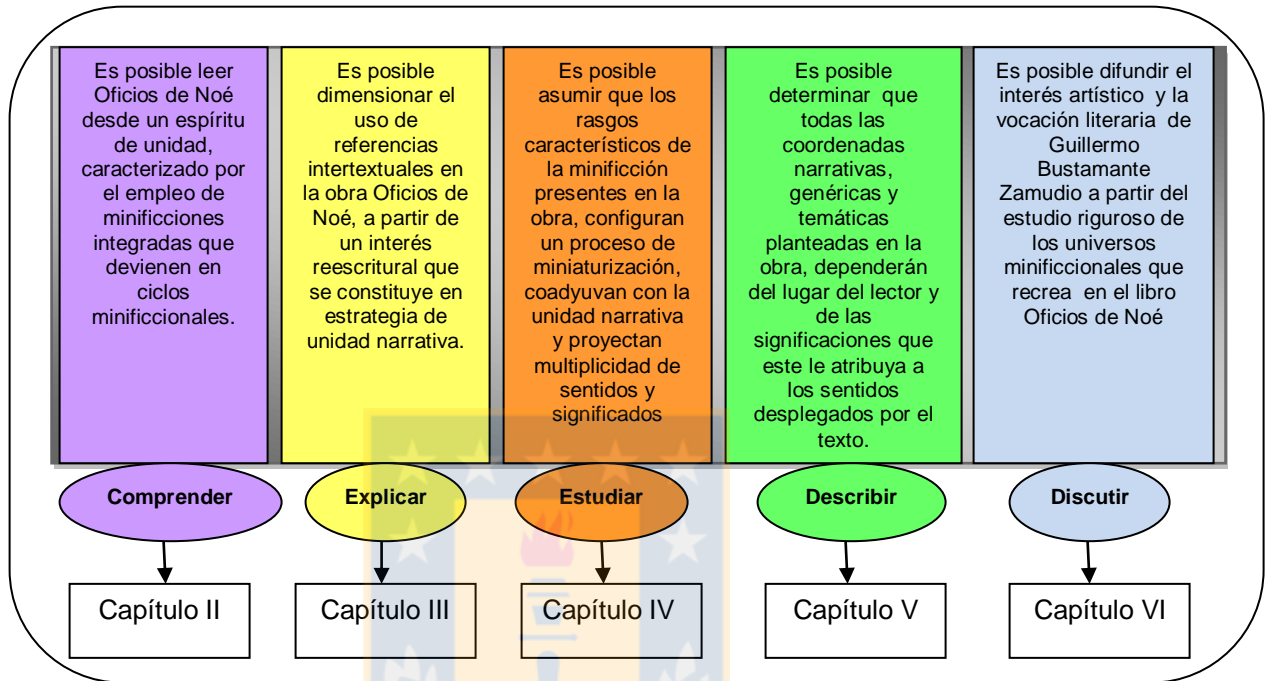 Es posible leer
Oficios de Noé
desde un espíritu
de unidad,
caracterizado por
el empleo de
minificciones
integradas que
devienen en
ciclos
minificcionales.
Es posible
dimensionar el
uso de
referencias
intertextuales en
la obra Oficios de
Noé, a partir de
un interés
reescritural que
se constituye en
estrategia de
unidad narrativa.
Es posible
asumir que los
rasgos
característicos de
la minificción
presentes en la
obra, configuran
un proceso de
miniaturización,
coadyuvan con la
unidad narrativa
y proyectan
multiplicidad de
sentidos y
significados
Es posible
determinar que
todas las
coordenadas
narrativas,
genéricas y
temáticas
planteadas en la
obra, dependerán
del lugar del lector y
de las
significaciones que
este le atribuya a
los sentidos
desplegados por el
texto.
Es posible difundir el
interés artístico y la
vocación literaria de
Guillermo
Bustamante
Zamudio a partir del
estudio riguroso de
los universos
minificcionales que
recrea en el libro
Oficios de Noé
Comprender
Explicar
Estudiar
Describir
Discutir
Capítulo II
Capítulo III
Capítulo IV
Capítulo V
Capítulo VI